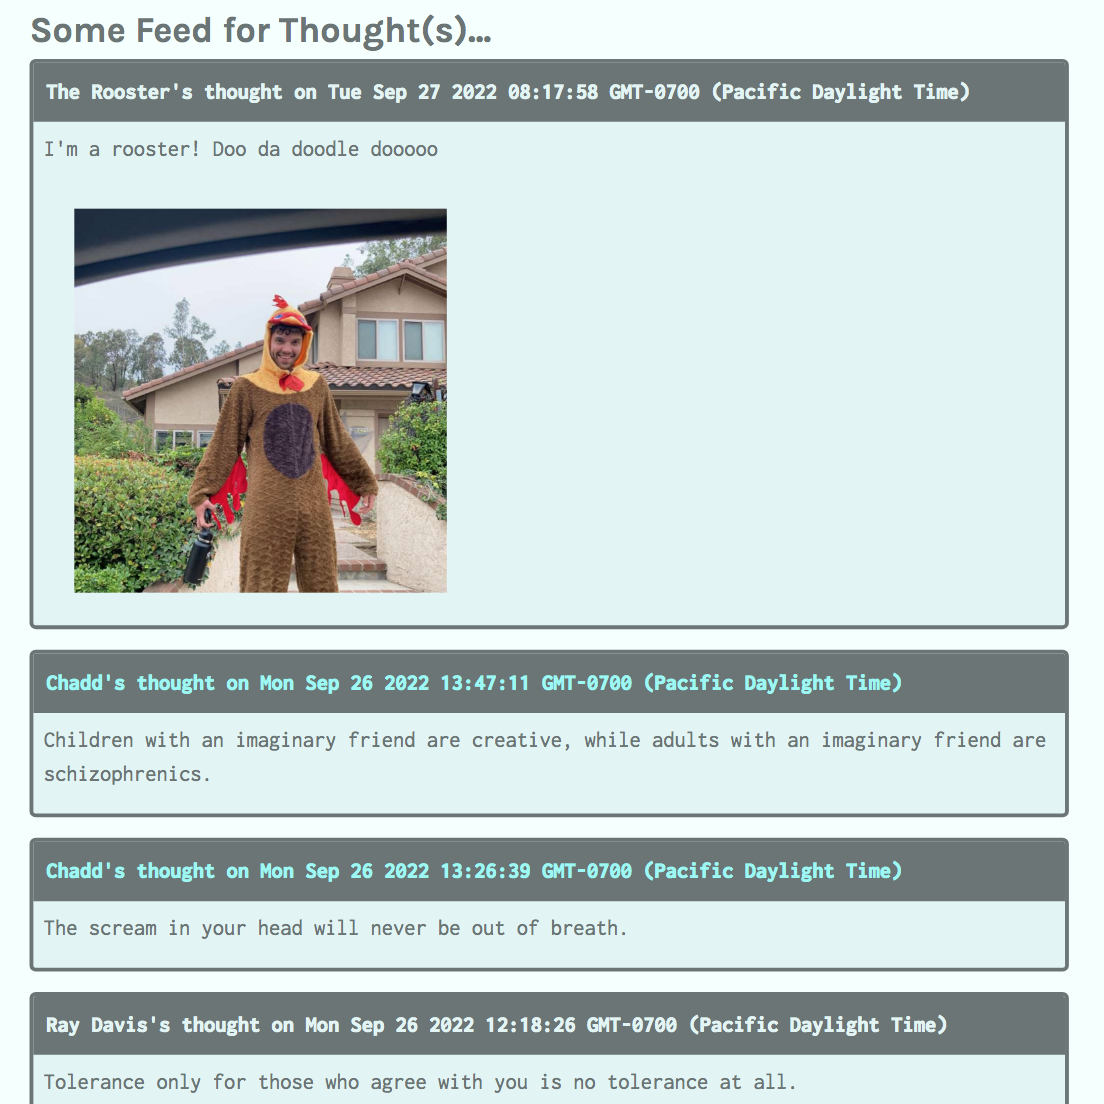 Some Feed for Thought(s)...
The Rooster's thought on Tue Sep 27 2022 08:17:58 GMT-0700 (Pacific Daylight Time)
I'm a rooster! Doo da doodle dooooo
Chadd's thought on Mon Sep 26 2022 13:47:11 GMT-0700 (Pacific Daylight Time)
Children with an imaginary friend are creative, while adults with an imaginary friend are
schizophrenics.
Chadd's thought on Mon Sep 26 2022 13:26:39 GMT-0700 (Pacific Daylight Time)
The scream in your head will never be out of breath.
Ray Davis's thought on Mon Sep 26 2022 12:18:26 GMT-0700 (Pacific Daylight Time)
Tolerance only for those who agree with you is no tolerance at all.